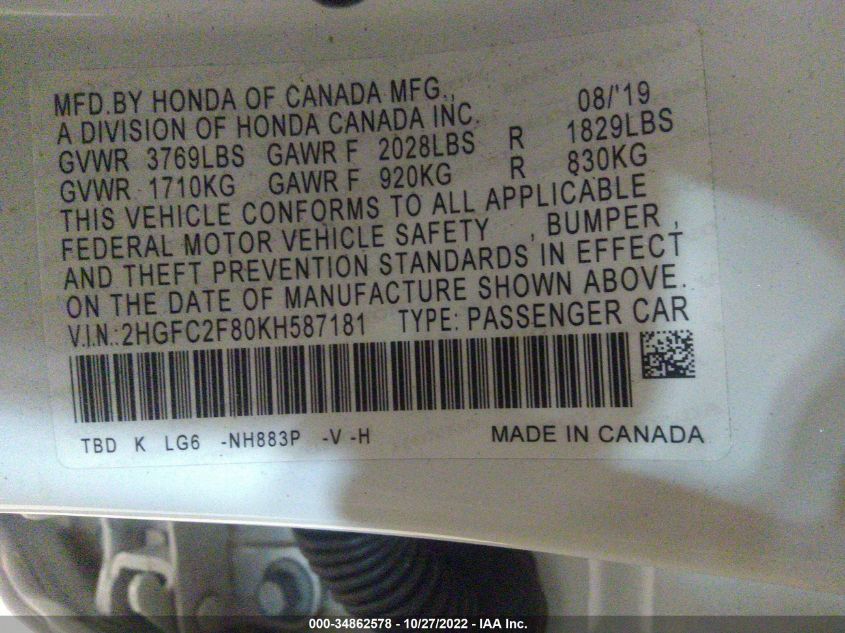 MFD.BY HONDA OF CANADA MFG., 08/'19
A DIVISION OF HONDA CANADA INC.
GVWR 3769LBS GAWR F 2028LBS R 1829LBS
GVWR 1710KG GAWR F 920KG R 830KG
THIS VEHICLE CONFORMS TO ALL APPLICABLE
FEDERAL MOTOR VEHICLE SAFETY , BUMPER ,
AND THEFT PREVENTION STANDARDS IN EFFECT
ON THE DATE OF MANUFACTURE SHOWN ABOVE.
V.I.N.:2HGFC2F80KH587181 TYPE: PASSENGER CAR
TBD K LG6 -NH883P -V -H MADE IN CANADA
000-34862578 - 10/27/2022 - IAA Inc.